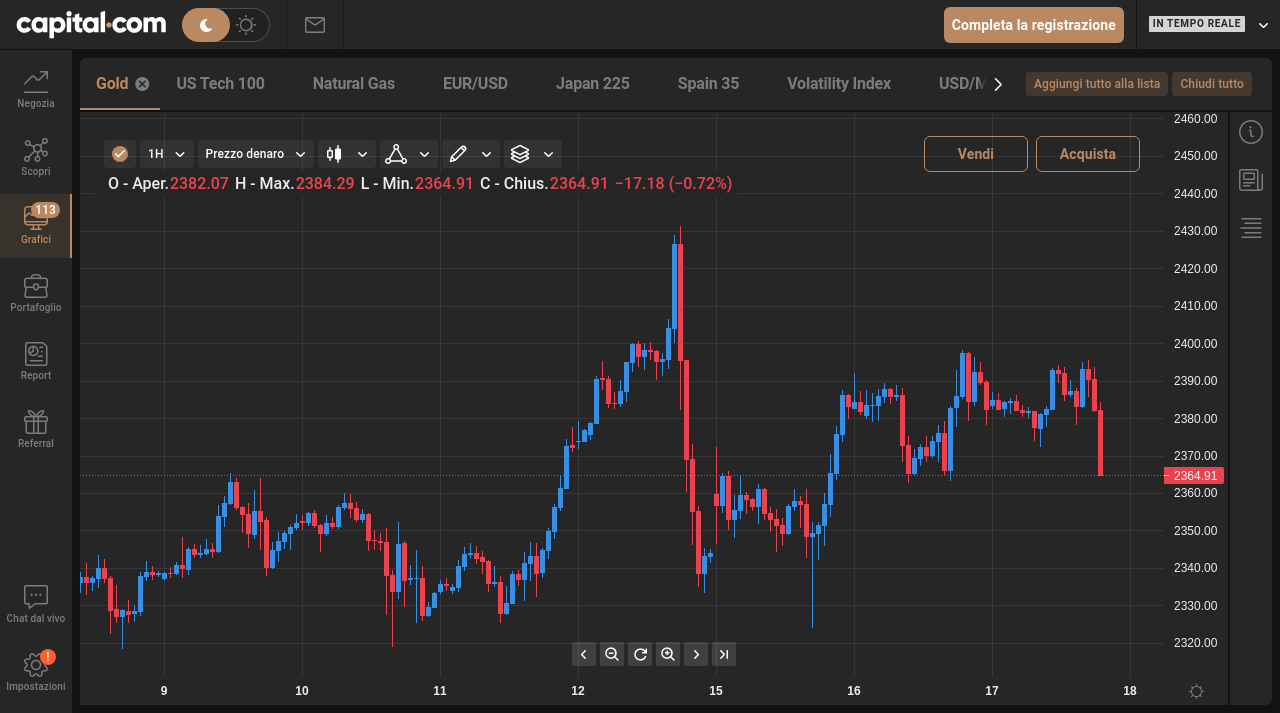 capital.com
Completa la registrazione
IN TEMPO REALE
Gold
US Tech 100
Natural Gas
EUR/USD
Japan 225
Spain 35
Volatility Index
USD/M
Aggiungi tutto alla lista
Chiudi tutto
Negozia
Scopri
113
Grafici
Portafoglio
Report
Referral
Chat dal vivo
!
Impostazioni
1H
Prezzo denaro
Vendi
Acquista
O - Aper.2382.07 H - Max.2384.29 L - Min.2364.91 C - Chius.2364.91 −17.18 (−0.72%)
2460.00
2450.00
2440.00
2430.00
2420.00
2410.00
2400.00
2390.00
2380.00
2370.00
2364.91
2360.00
2350.00
2340.00
2330.00
2320.00
9 10 11 12 15 16 17 18